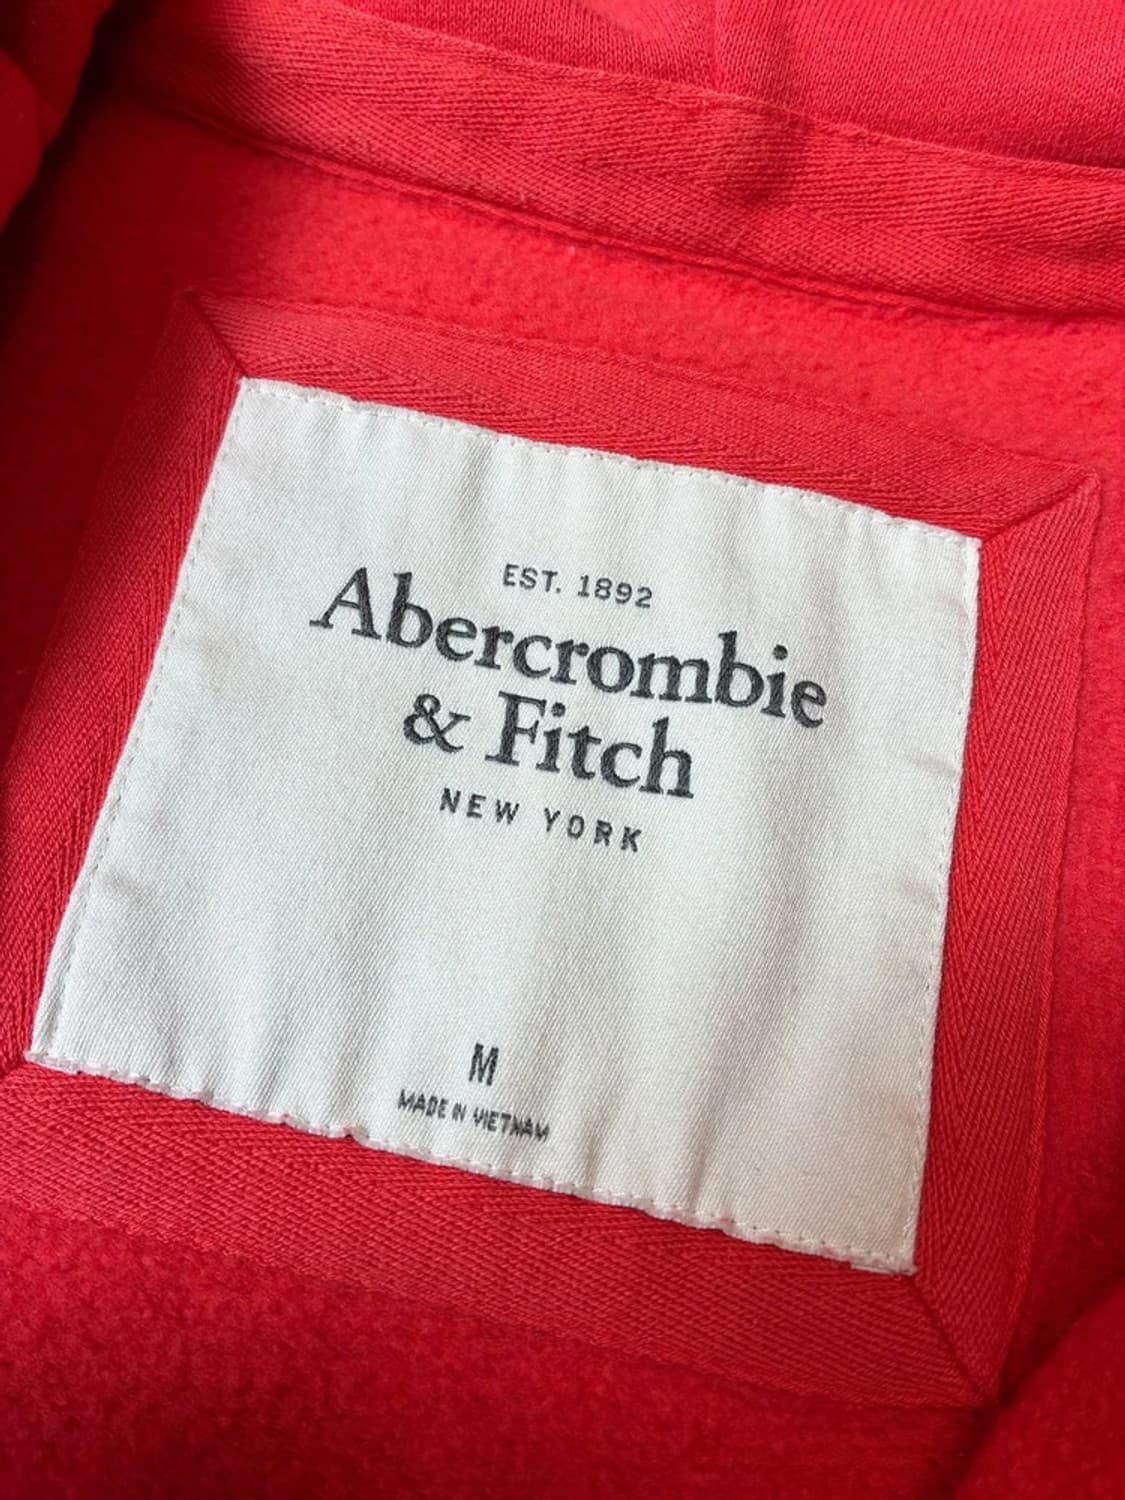 EST. 1892
Abercrombie
& Fitch
NEW YORK
M
MADE IN VIETNAM